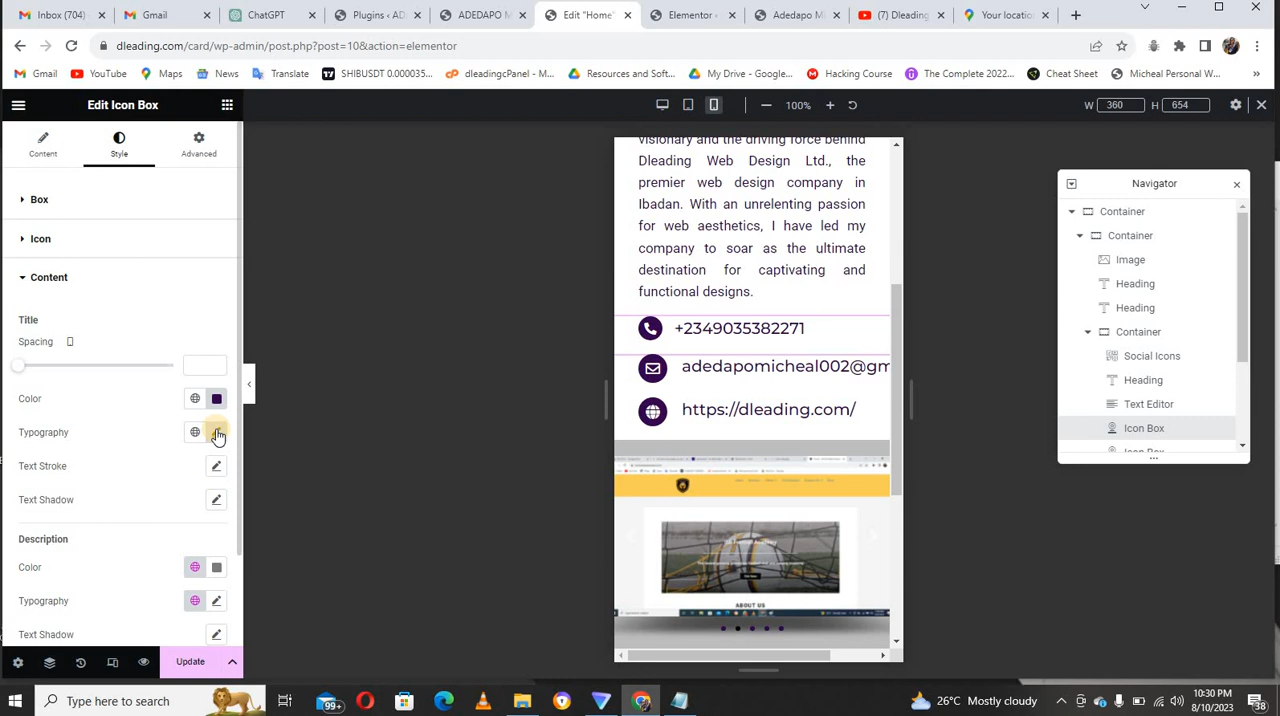 Inbox (704)
Gmail
ChatGPT
Plugins ‹ AD
ADEDAPO M
Edit "Home"
Elementor ‹
Adedapo M
(7) Dleading
Your locatio
dleading.com/card/wp-admin/post.php?post=10&action=elementor
Gmail
YouTube
Maps
News
Translate
SHIBUSDT 0.000035...
dleadingcPanel - M...
Resources and Soft...
My Drive - Google...
Hacking Course
The Complete 2022...
Cheat Sheet
Micheal Personal W...
»
Edit Icon Box
100%
W 360 H 654
Content
Style
Advanced
Box
Icon
Content
Title
Spacing
Color
Typography
Text Stroke
Text Shadow
Description
Color
Typography
Text Shadow
Update
visionary and the driving force behind
Dleading Web Design Ltd., the
premier web design company in
Ibadan. With an unrelenting passion
for web aesthetics, I have led my
company to soar as the ultimate
destination for captivating and
functional designs.
+2349035382271
adedapomicheal002@gm
https://dleading.com/
ABOUT US
Navigator
Container
Container
Image
Heading
Heading
Container
Social Icons
Heading
Text Editor
Icon Box
Icon Box
Type here to search
99+
26°C Mostly cloudy
10:30 PM
8/10/2023
38